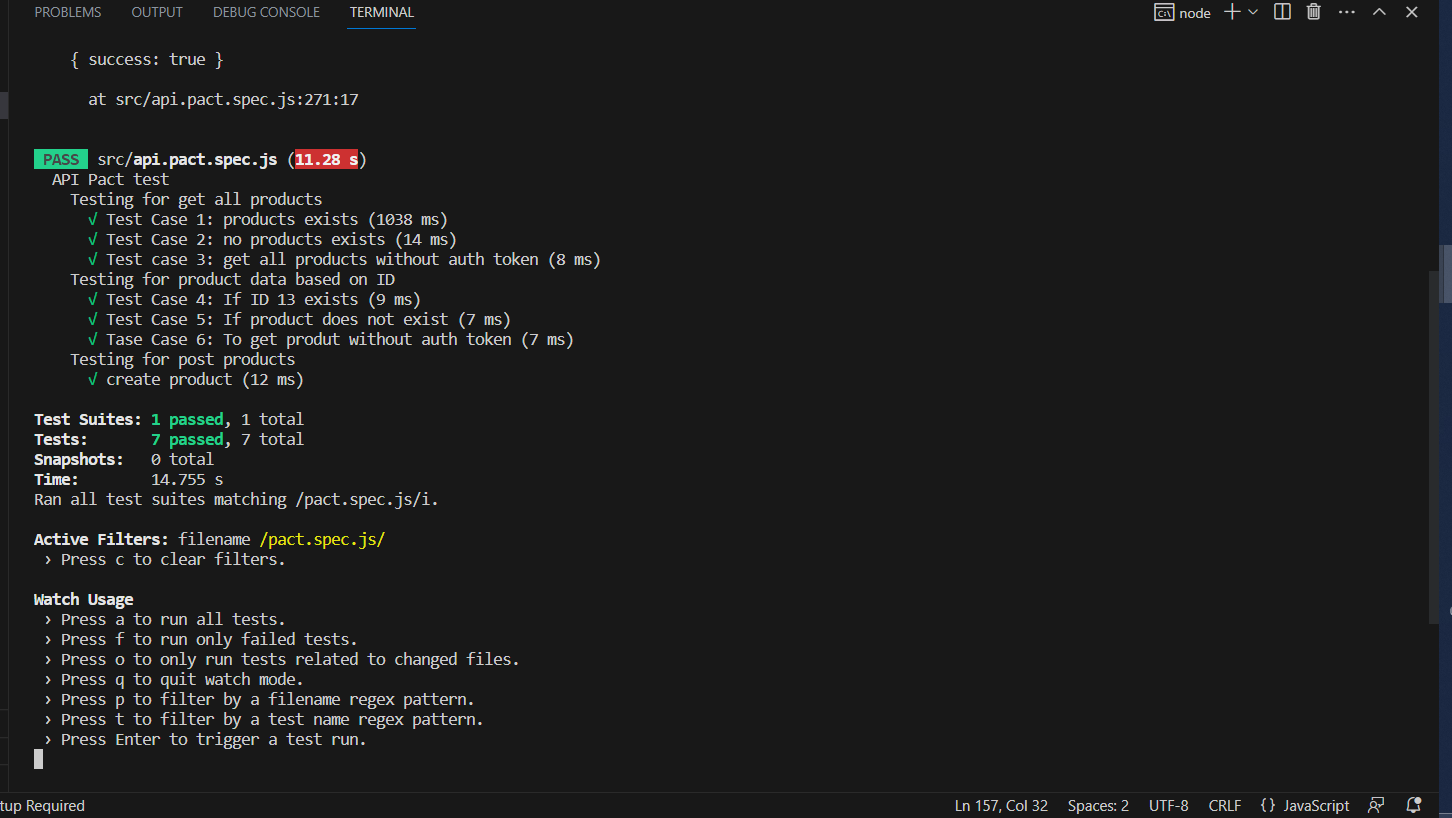 PROBLEMS OUTPUT DEBUG CONSOLE TERMINAL node
{ success: true }
at src/api.pact.spec.js:271:17
PASS src/api.pact.spec.js (11.28 s)
API Pact test
Testing for get all products
√ Test Case 1: products exists (1038 ms)
√ Test Case 2: no products exists (14 ms)
√ Test case 3: get all products without auth token (8 ms)
Testing for product data based on ID
√ Test Case 4: If ID 13 exists (9 ms)
√ Test Case 5: If product does not exist (7 ms)
√ Tase Case 6: To get produt without auth token (7 ms)
Testing for post products
√ create product (12 ms)
Test Suites: 1 passed, 1 total
Tests: 7 passed, 7 total
Snapshots: 0 total
Time: 14.755 s
Ran all test suites matching /pact.spec.js/i.
Active Filters: filename /pact.spec.js/
› Press c to clear filters.
Watch Usage
› Press a to run all tests.
› Press f to run only failed tests.
› Press o to only run tests related to changed files.
› Press q to quit watch mode.
› Press p to filter by a filename regex pattern.
› Press t to filter by a test name regex pattern.
› Press Enter to trigger a test run.
tup Required Ln 157, Col 32 Spaces: 2 UTF-8 CRLF {} JavaScript